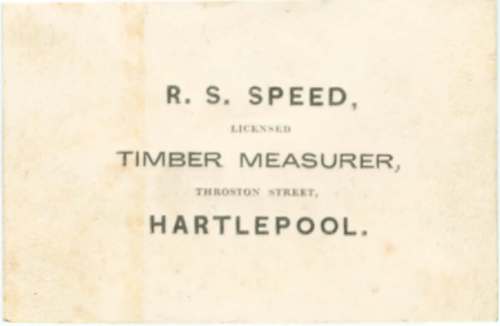 R. S. SPEED,
LICENSED
TIMBER MEASURER,
THROSTON STREET,
HARTLEPOOL.